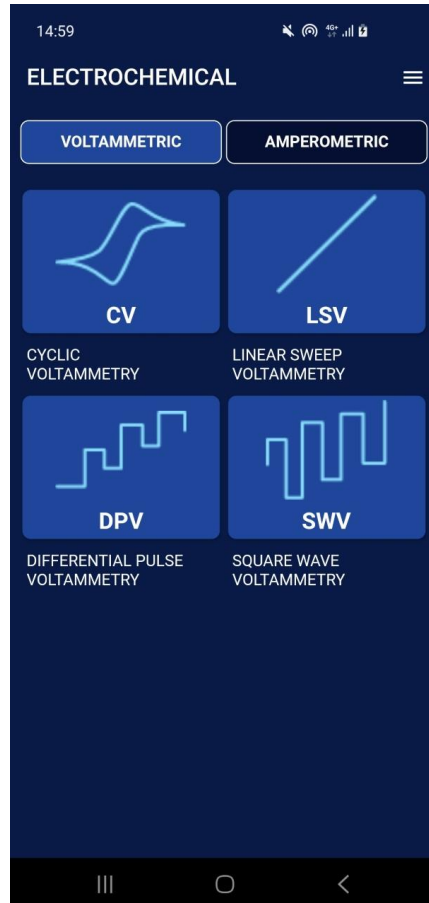 14:59
4G+
ELECTROCHEMICAL
VOLTAMMETRIC
AMPEROMETRIC
CV
LSV
CYCLIC
VOLTAMMETRY
LINEAR SWEEP
VOLTAMMETRY
DPV
SWV
DIFFERENTIAL PULSE
VOLTAMMETRY
SQUARE WAVE
VOLTAMMETRY